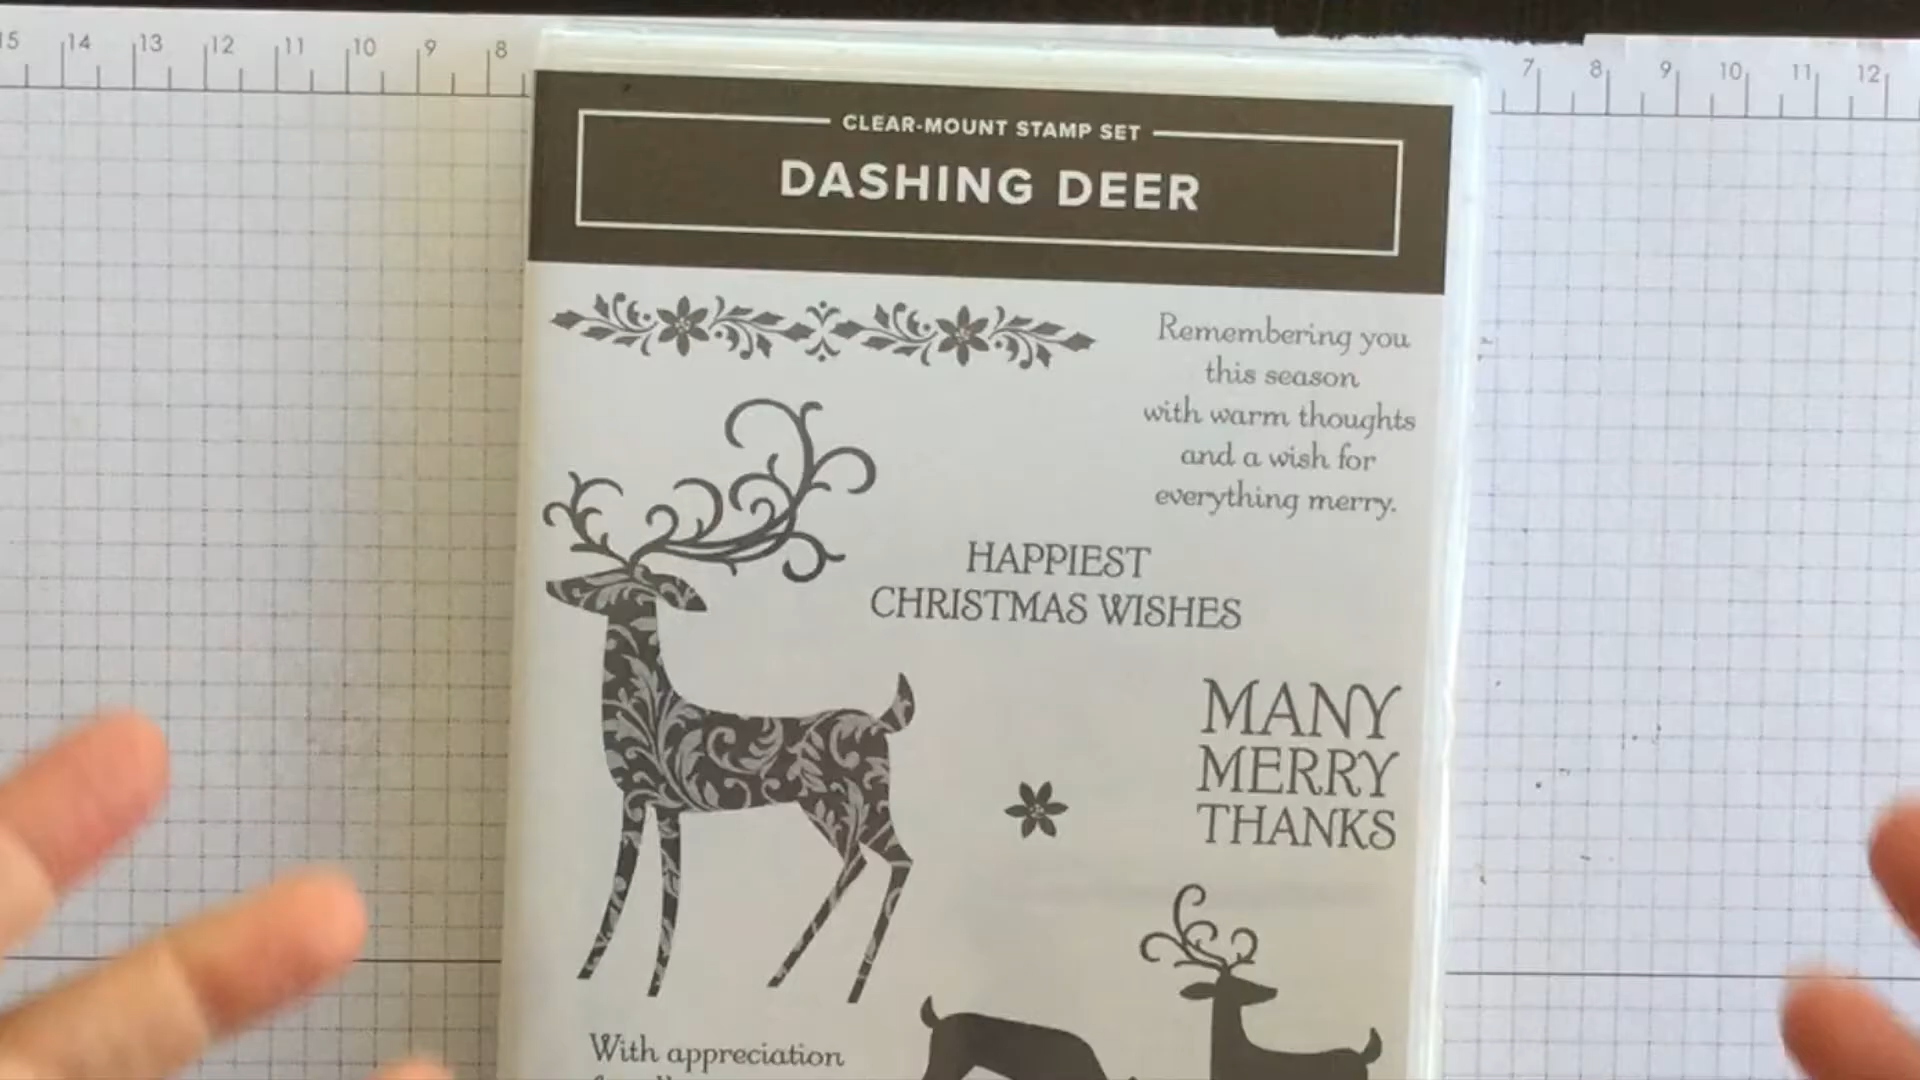 15 14 13 12 11 10 9 8
7 8 9 10 11 12
CLEAR-MOUNT STAMP SET
DASHING DEER
Remembering you
this season
with warm thoughts
and a wish for
everything merry.
HAPPIEST
CHRISTMAS WISHES
MANY
MERRY
THANKS
With appreciation